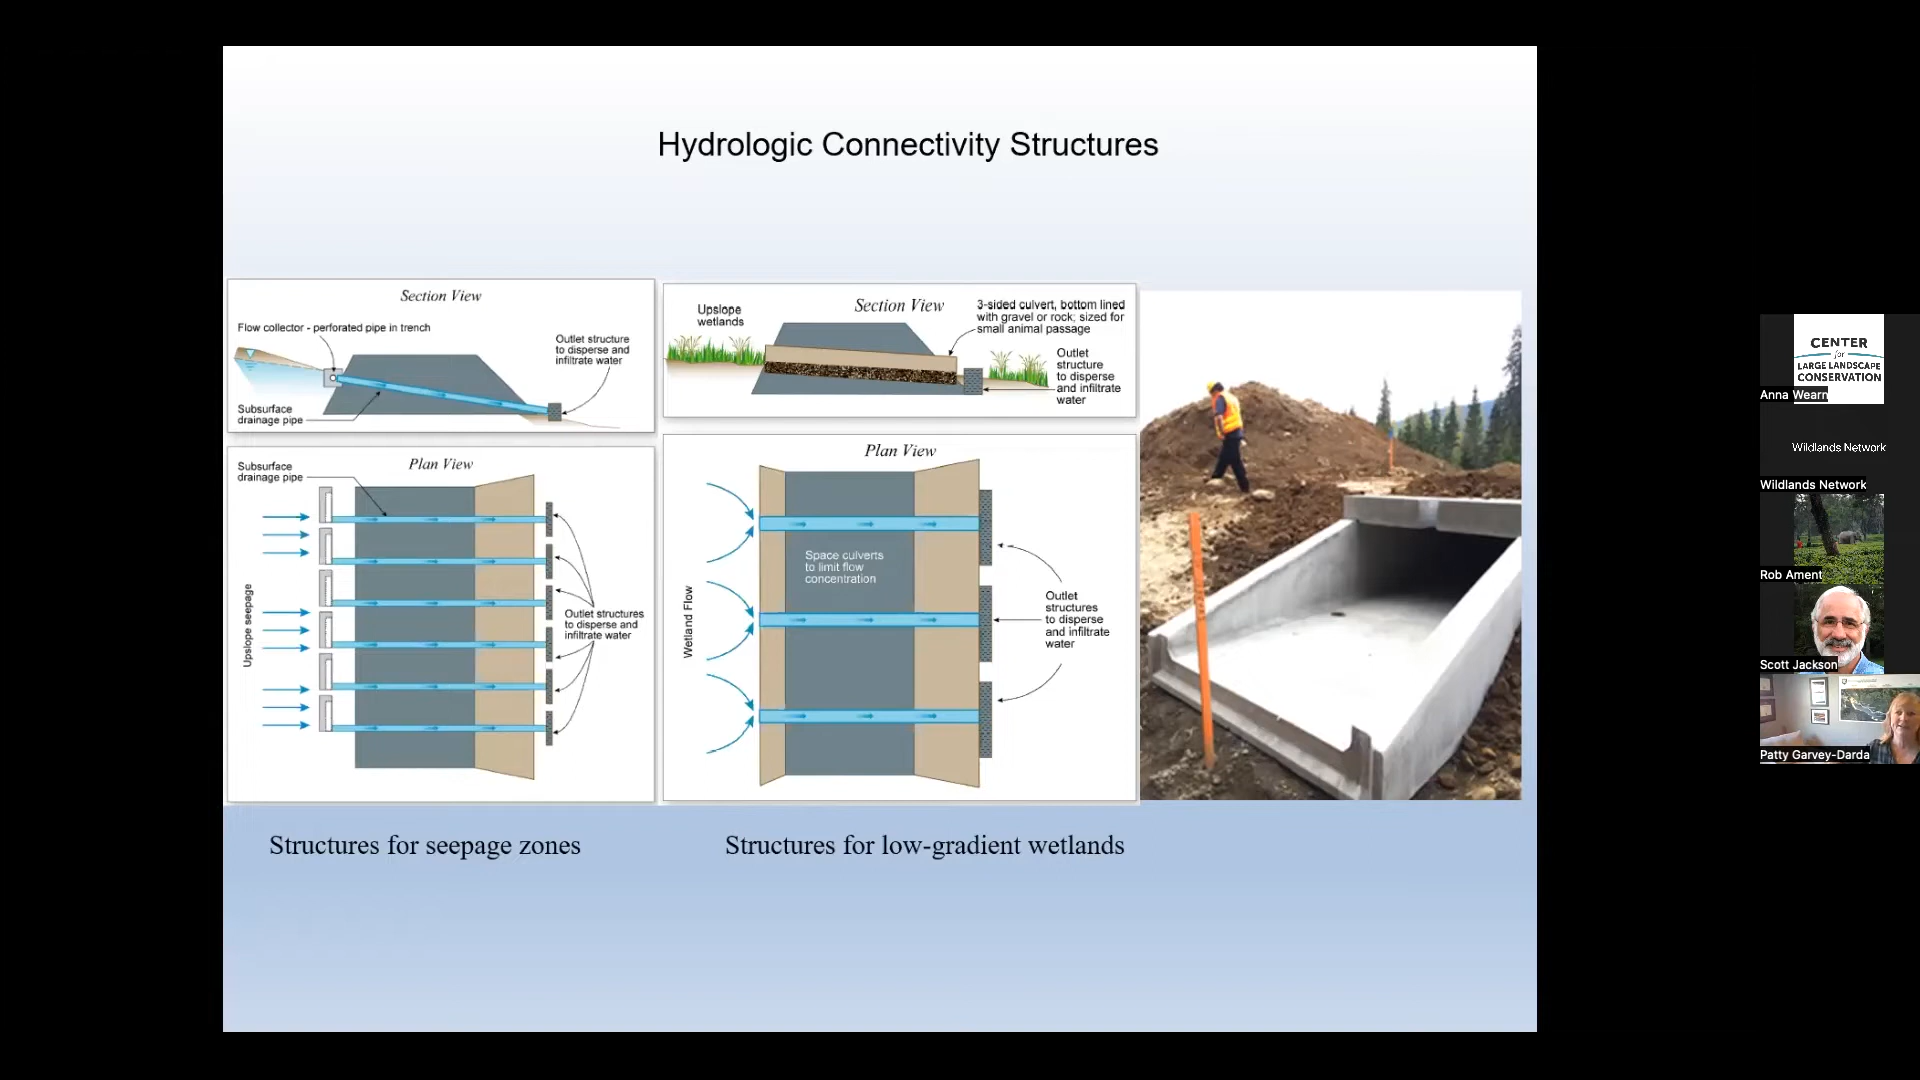 Hydrologic Connectivity Structures
Section View
Flow collector - perforated pipe in trench
Outlet structure
to disperse and
infiltrate water
Subsurface
drainage pipe
Plan View
Subsurface
drainage pipe
Upslope seepage
Outlet structures
to disperse and
infiltrate water
Structures for seepage zones
Upslope
wetlands
Section View
3-sided culvert, bottom lined
with gravel or rock; sized for
small animal passage
Outlet
structure
to disperse
and infiltrate
water
Plan View
Space culverts
to limit flow
concentration
Wetland Flow
Outlet
structures
to disperse
and infiltrate
water
Structures for low-gradient wetlands
CENTER
for
LARGE LANDSCAPE
CONSERVATION
Anna Wearn
Wildlands Network
Wildlands Network
Rob Ament
Scott Jackson
Patty Garvey-Darda